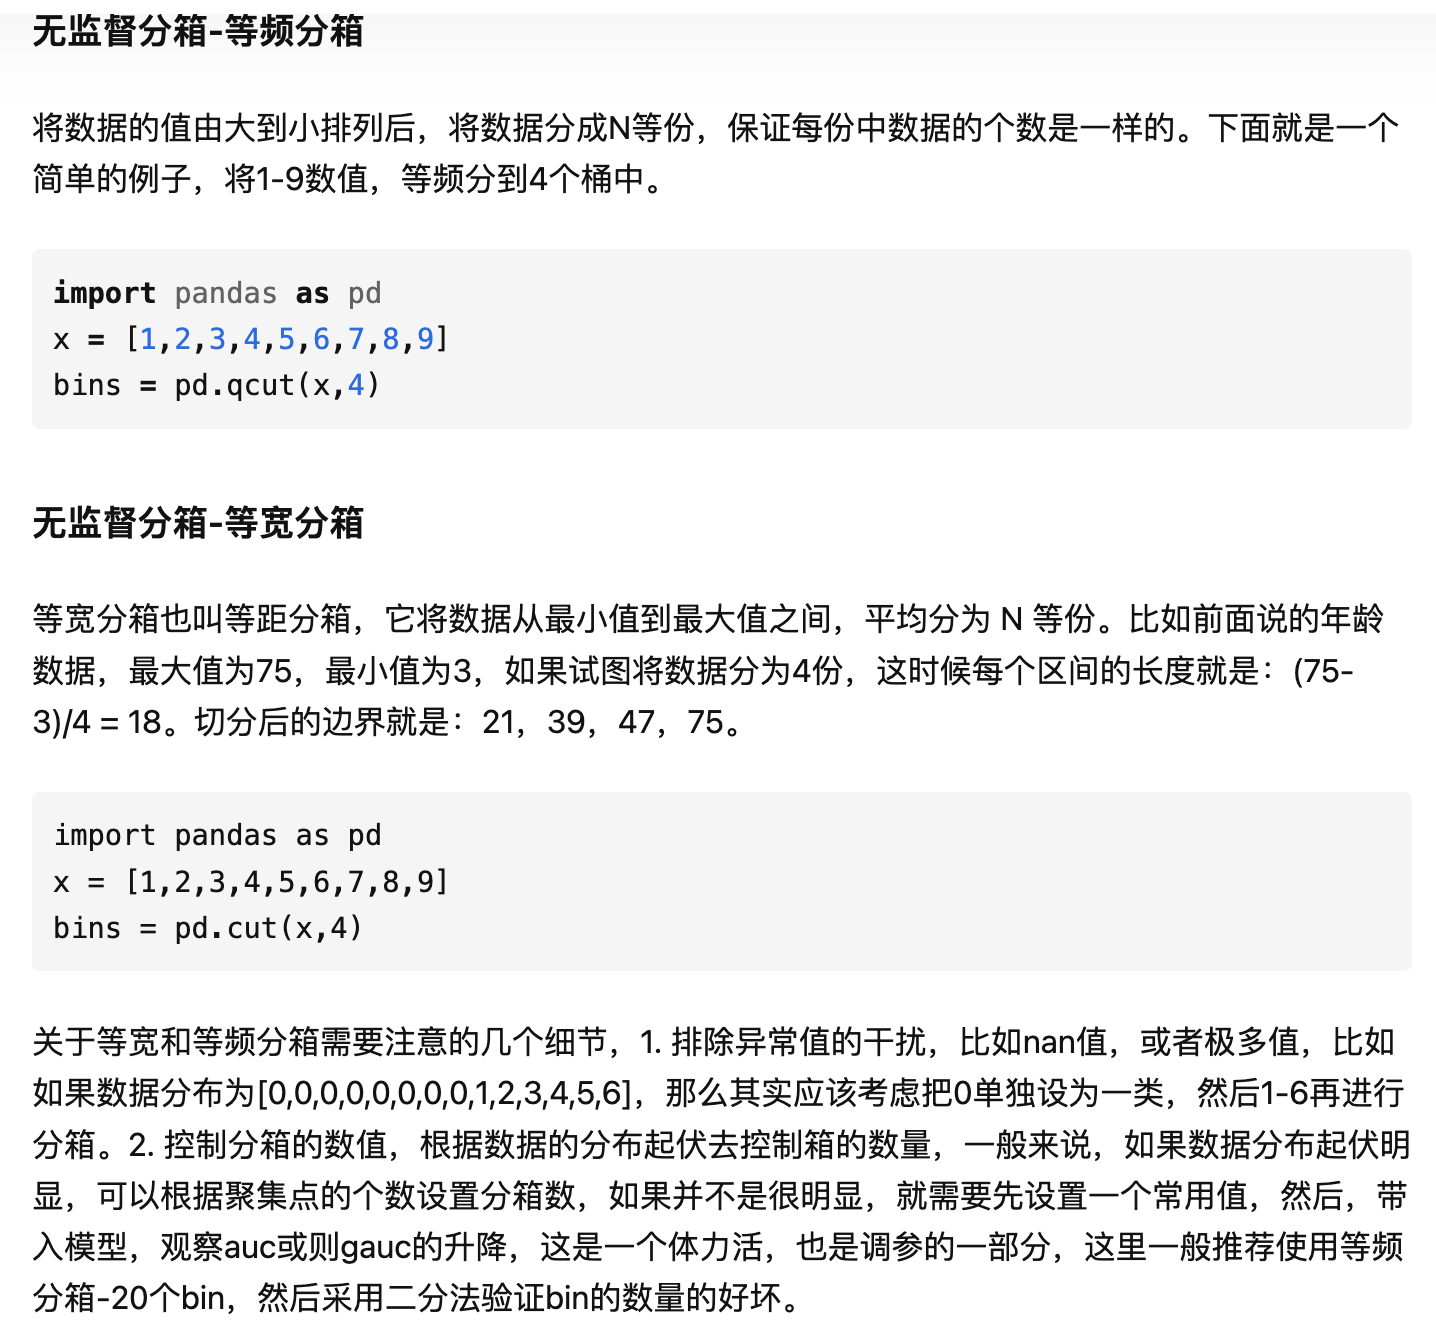 无监督分箱-等频分箱
将数据的值由大到小排列后，将数据分成N等份，保证每份中数据的个数是一样的。下面就是一个
简单的例子，将1-9数值，等频分到4个桶中。
import pandas as pd
x = [1,2,3,4,5,6,7,8,9]
bins = pd.qcut(x,4)
无监督分箱-等宽分箱
等宽分箱也叫等距分箱，它将数据从最小值到最大值之间，平均分为 N 等份。比如前面说的年龄
数据，最大值为75，最小值为3，如果试图将数据分为4份，这时候每个区间的长度就是：(75-
3)/4 = 18。切分后的边界就是：21，39，47，75。
import pandas as pd
x = [1,2,3,4,5,6,7,8,9]
bins = pd.cut(x,4)
关于等宽和等频分箱需要注意的几个细节，1. 排除异常值的干扰，比如nan值，或者极多值，比如
如果数据分布为[0,0,0,0,0,0,0,0,1,2,3,4,5,6]，那么其实应该考虑把0单独设为一类，然后1-6再进行
分箱。2. 控制分箱的数值，根据数据的分布起伏去控制箱的数量，一般来说，如果数据分布起伏明
显，可以根据聚集点的个数设置分箱数，如果并不是很明显，就需要先设置一个常用值，然后，带
入模型，观察auc或则gauc的升降，这是一个体力活，也是调参的一部分，这里一般推荐使用等频
分箱-20个bin，然后采用二分法验证bin的数量的好坏。